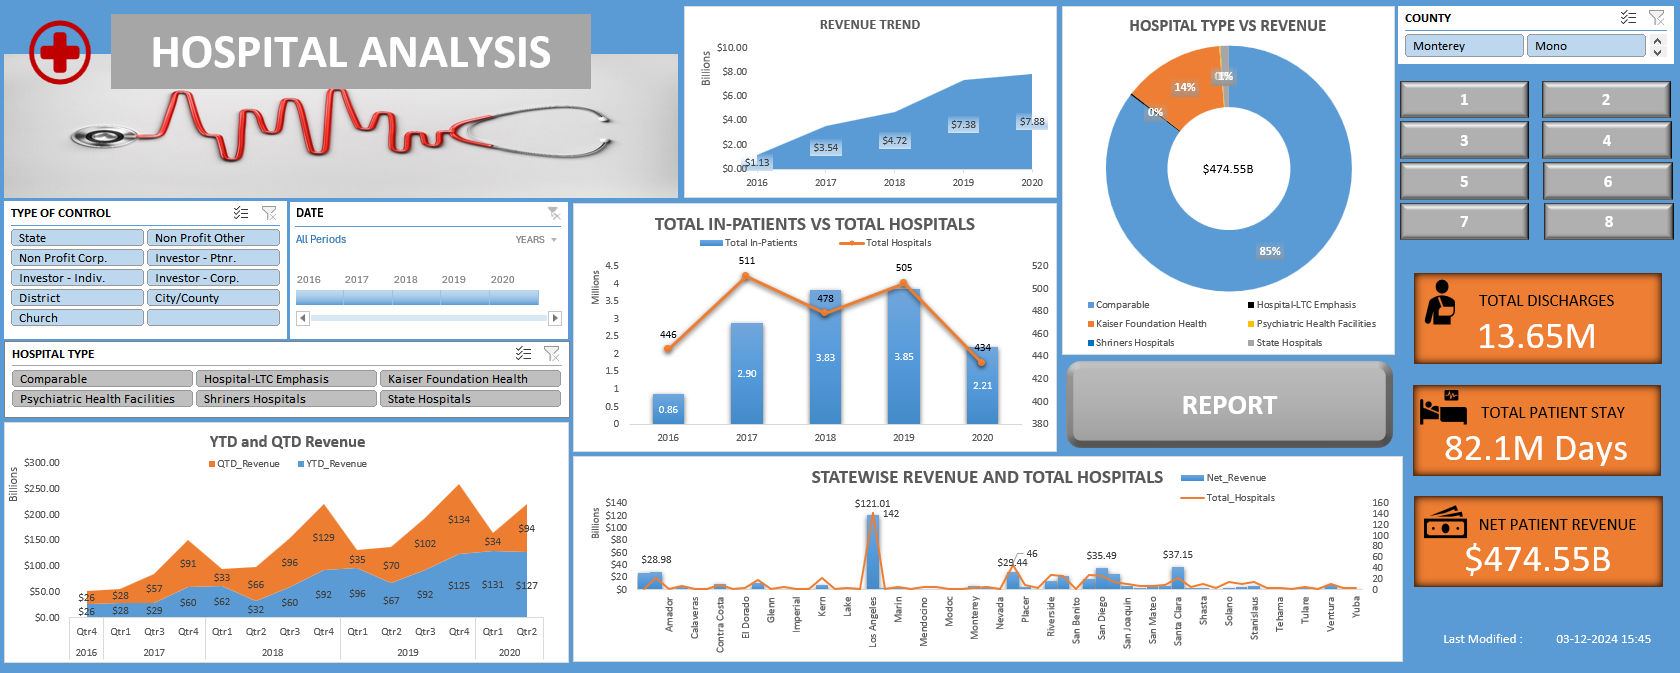 HOSPITAL ANALYSIS
REVENUE TREND
Billions
$10.00
$8.00
$6.00
$4.00
$2.00
$0.00
$1.13
$3.54
$4.72
$7.38
$7.88
2016 2017 2018 2019 2020
HOSPITAL TYPE VS REVENUE
14%
0%
1%
$474.55B
85%
Comparable
Hospital-LTC Emphasis
Kaiser Foundation Health
Psychiatric Health Facilities
Shriners Hospitals
State Hospitals
COUNTY
Monterey
Mono
1
2
3
4
5
6
7
8
TYPE OF CONTROL
State
Non Profit Other
Non Profit Corp.
Investor - Ptnr.
Investor - Indiv.
Investor - Corp.
District
City/County
Church
DATE
All Periods
YEARS
2016 2017 2018 2019 2020
HOSPITAL TYPE
Comparable
Hospital-LTC Emphasis
Kaiser Foundation Health
Psychiatric Health Facilities
Shriners Hospitals
State Hospitals
TOTAL IN-PATIENTS VS TOTAL HOSPITALS
Total In-Patients
Total Hospitals
Millions
4.5
4
3.5
3
2.5
2
1.5
1
0.5
0
520
500
480
460
440
420
400
380
446
511
478
505
434
0.86
2.90
3.83
3.85
2.21
2016 2017 2018 2019 2020
REPORT
TOTAL DISCHARGES
13.65M
TOTAL PATIENT STAY
82.1M Days
NET PATIENT REVENUE
$474.55B
YTD and QTD Revenue
QTD_Revenue
YTD_Revenue
Billions
$300.00
$250.00
$200.00
$150.00
$100.00
$50.00
$0.00
$26 $28 $57 $91 $33 $66 $96 $129 $35 $70 $102 $134 $34 $94
$26 $28 $29 $60 $62 $32 $60 $92 $96 $67 $92 $125 $131 $127
Qtr4 Qtr1 Qtr3 Qtr4 Qtr1 Qtr2 Qtr3 Qtr4 Qtr1 Qtr2 Qtr3 Qtr4 Qtr1 Qtr2
2016 2017 2018 2019 2020
STATEWISE REVENUE AND TOTAL HOSPITALS
Net_Revenue
Total_Hospitals
Billions
$140
$120
$100
$80
$60
$40
$20
$0
160
140
120
100
80
60
40
20
0
$28.98
$121.01
142
46
$29.44
$35.49
$37.15
Amador
Calaveras
Contra Costa
El Dorado
Glenn
Imperial
Kern
Lake
Los Angeles
Marin
Mendocino
Modoc
Monterey
Nevada
Placer
Riverside
San Benito
San Diego
San Joaquin
San Mateo
Santa Clara
Shasta
Solano
Stanislaus
Tehama
Tulare
Ventura
Yuba
Last Modified :
03-12-2024 15:45